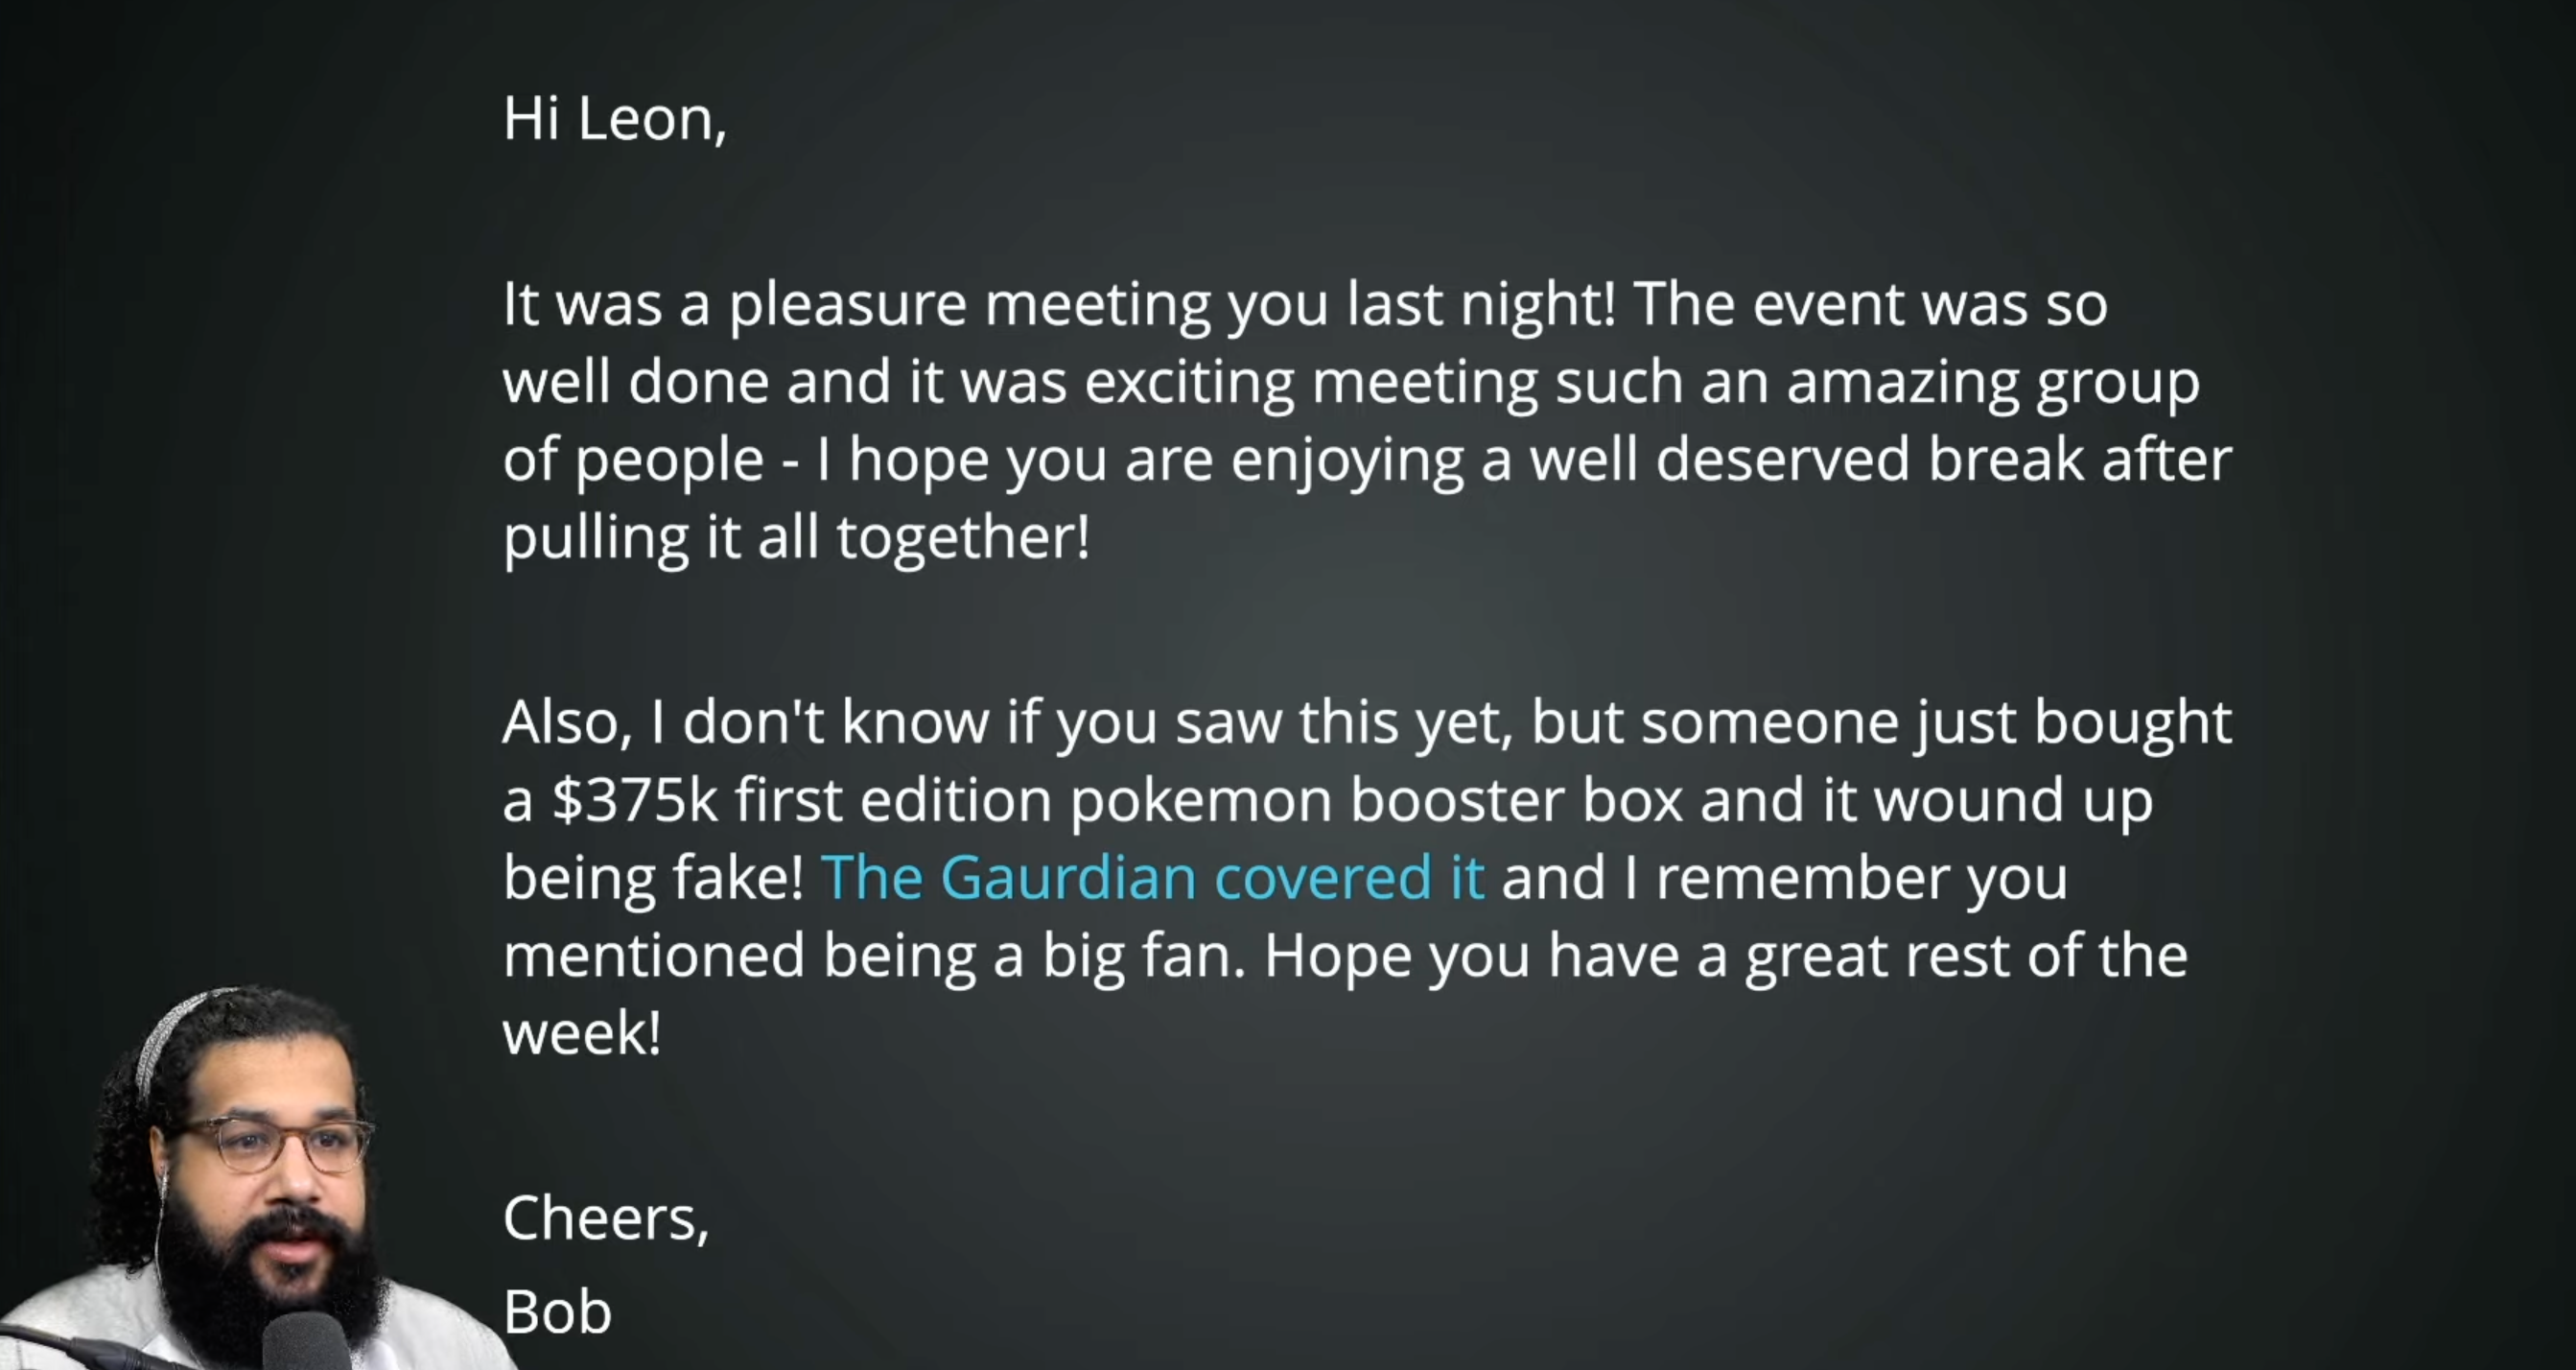 Hi Leon,
It was a pleasure meeting you last night! The event was so
well done and it was exciting meeting such an amazing group
of people - I hope you are enjoying a well deserved break after
pulling it all together!
Also, I don't know if you saw this yet, but someone just bought
a $375k first edition pokemon booster box and it wound up
being fake! The Gaurdian covered it and I remember you
mentioned being a big fan. Hope you have a great rest of the
week!
Cheers,
Bob